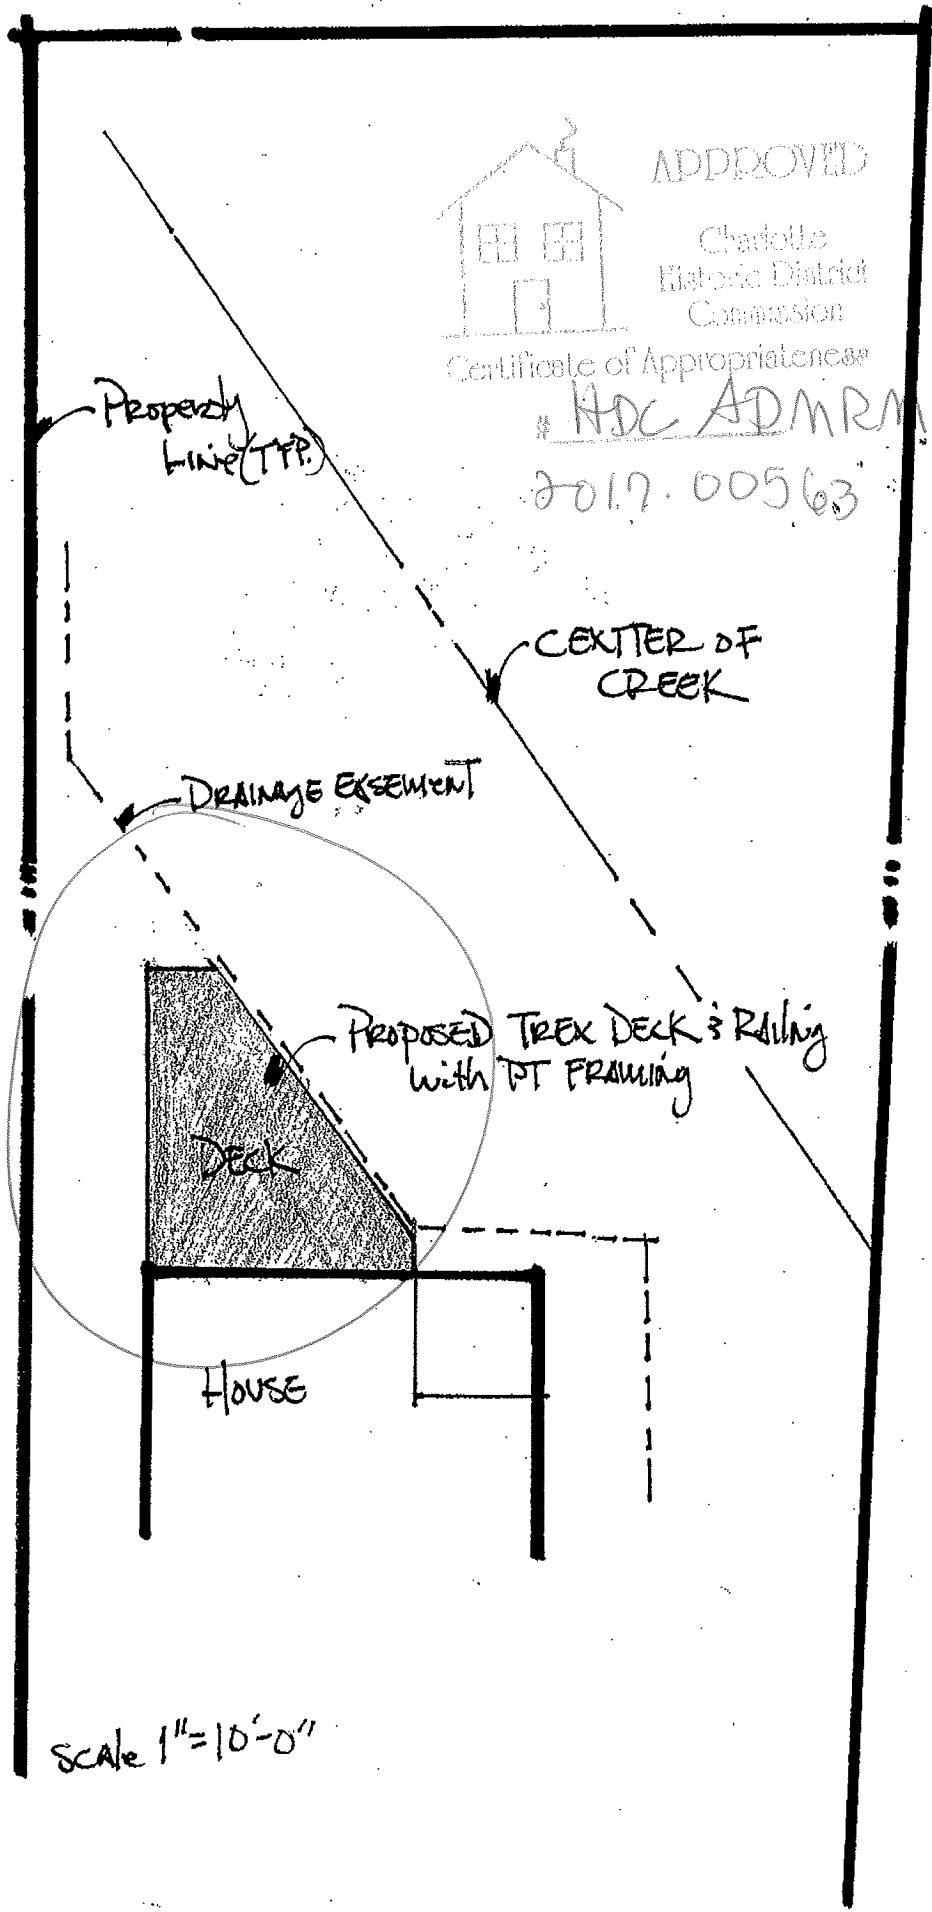 APPROVED
Charlotte
Historic District
Commission
Certificate of Appropriateness
# HDC ADMRM
2017.00563
Property
Line (TYP.)
CENTTER OF
CREEK
DRAINAGE EASEMENT
PROPOSED TREX DECK & RAILING
with PT FRAMING
DECK
HOUSE
SCALE 1"=10'-0"